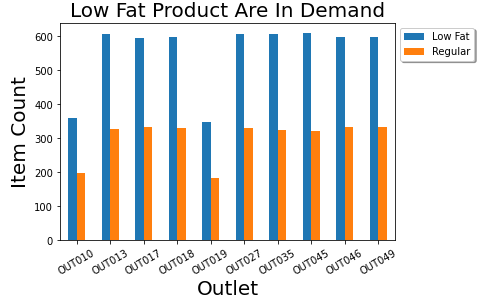 Low Fat Product Are In Demand
Low Fat
Regular
Item Count
600
500
400
300
200
100
0
OUT010 OUT013 OUT017 OUT018 OUT019 OUT027 OUT035 OUT045 OUT046 OUT049
Outlet